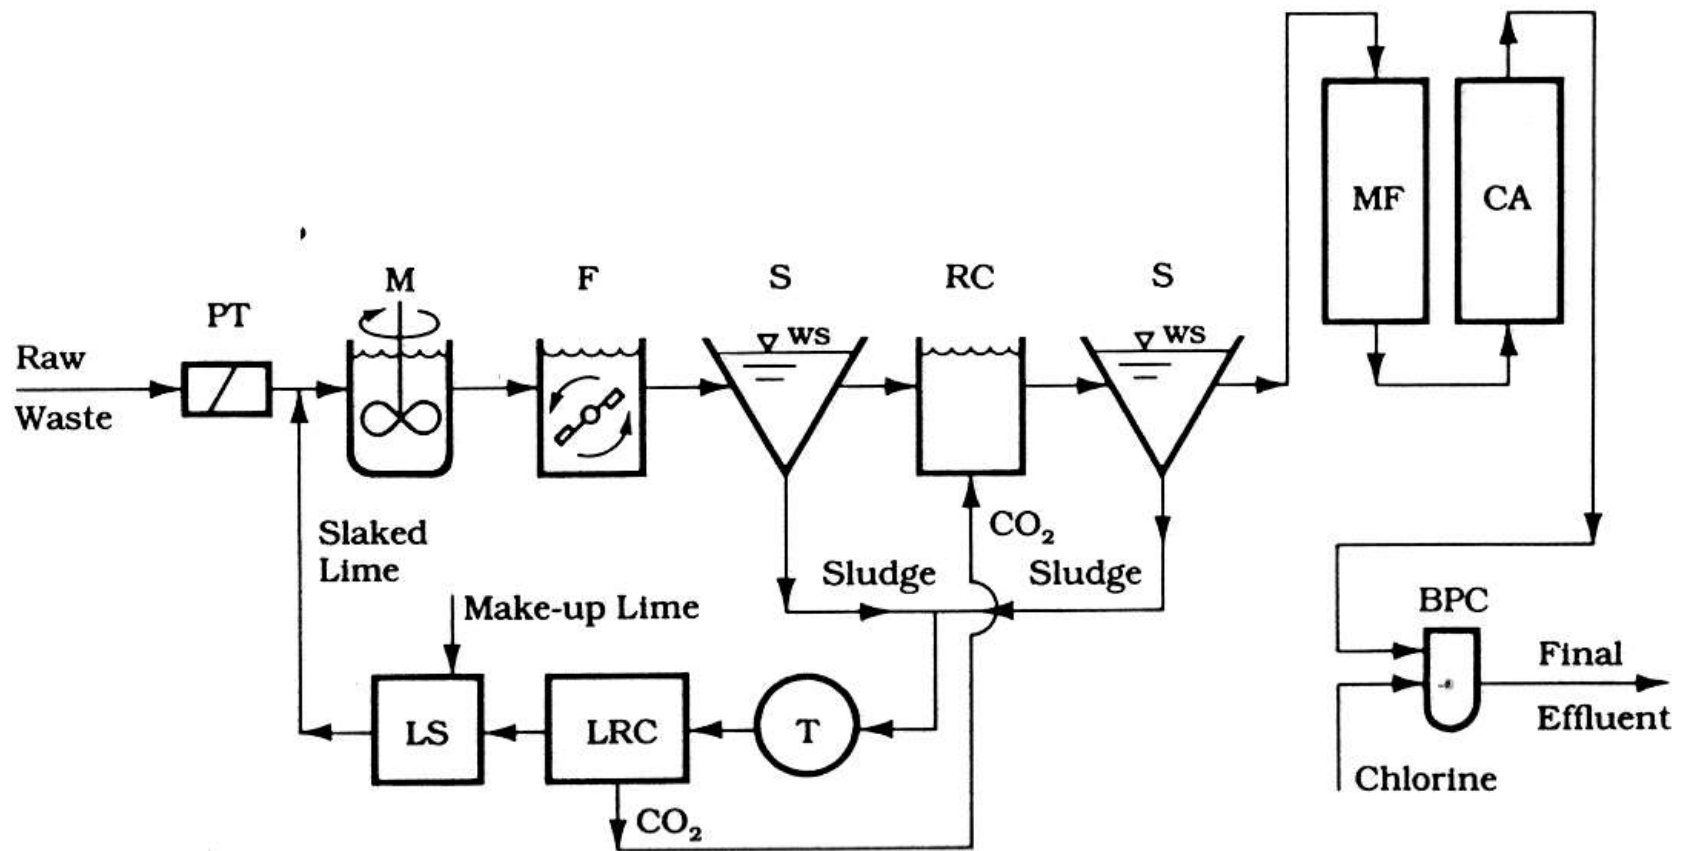 MF
CA
M
F
S
RC
S
PT
ws
ws
Raw
Waste
Slaked
Lime
CO₂
Sludge
Sludge
Make-up Lime
BPC
Final
Effluent
LS
LRC
T
Chlorine
CO₂